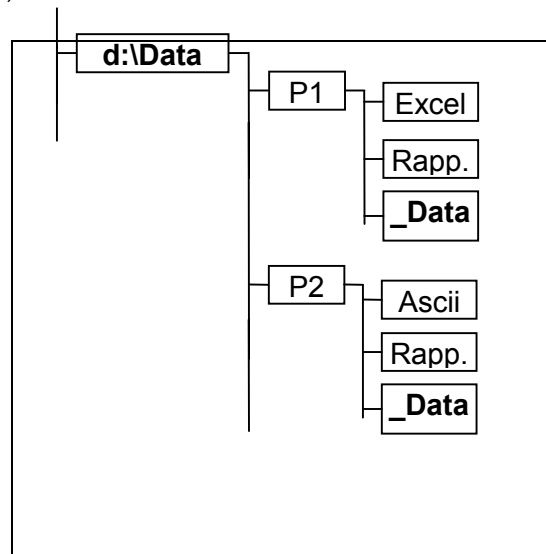 d:\Data
P1
Excel
Rapp.
_Data
P2
Ascii
Rapp.
_Data